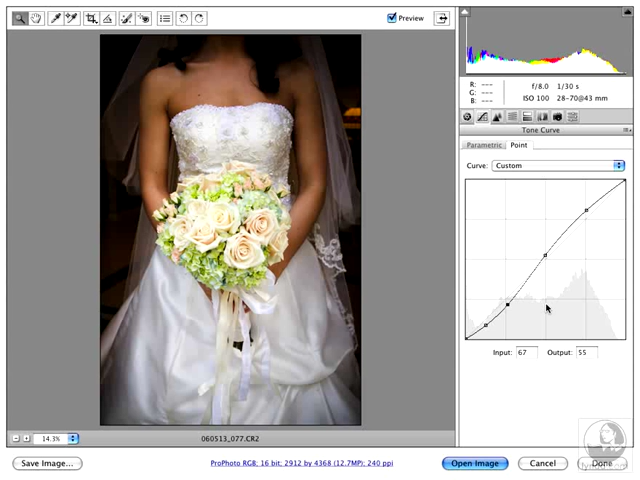 Preview
R: ---
G: ---
B: ---
f/8.0 1/30 s
ISO 100 28-70@43 mm
Tone Curve
Parametric Point
Curve: Custom
Input: 67 Output: 55
14.3%
060513_077.CR2
Save Image...
ProPhoto RGB; 16 bit; 2912 by 4368 (12.7MP); 240 ppi
Open Image
Cancel
Done